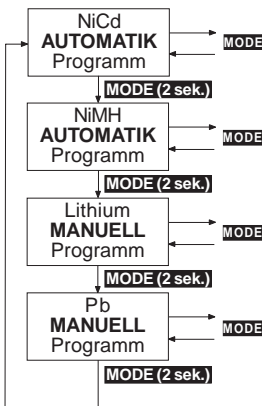 NiCd
AUTOMATIK
Programm
MODE
MODE (2 sek.)
NiMH
AUTOMATIK
Programm
MODE
MODE (2 sek.)
Lithium
MANUELL
Programm
MODE
MODE (2 sek.)
Pb
MANUELL
Programm
MODE
MODE (2 sek.)